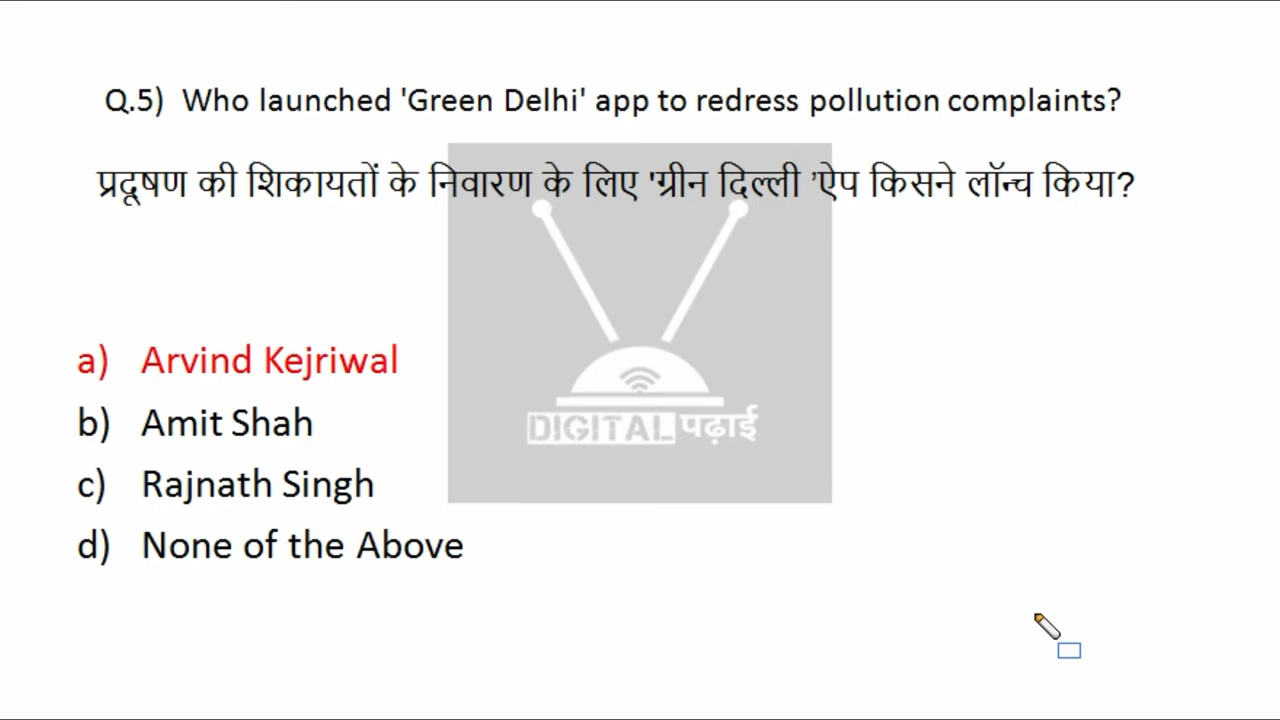 Q.5) Who launched 'Green Delhi' app to redress pollution complaints?
प्रदूषण की शिकायतों के निवारण के लिए 'ग्रीन दिल्ली 'ऐप किसने लॉन्च किया?
a) Arvind Kejriwal
b) Amit Shah
DIGITAL पढ़ाई
c) Rajnath Singh
d) None of the Above